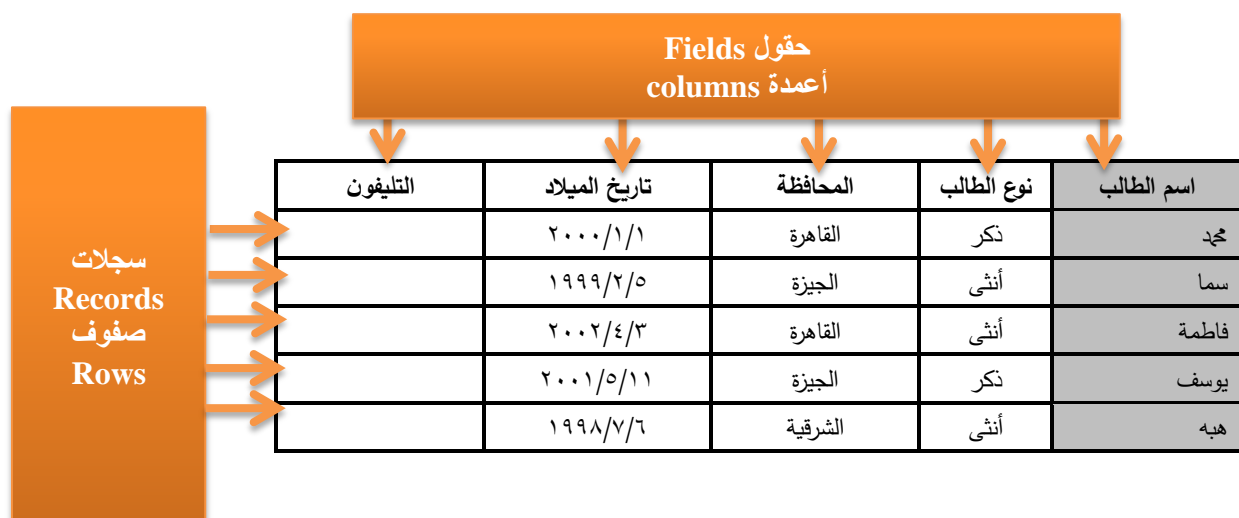 حقول Fields
أعمدة columns
سجلات
Records
صفوف
Rows
اسم الطالب نوع الطالب المحافظة تاريخ الميلاد التليفون
محمد ذكر القاهرة ٢٠٠٠/١/١
سما أنثى الجيزة ١٩٩٩/٢/٥
فاطمة أنثى القاهرة ٢٠٠٢/٤/٣
يوسف ذكر الجيزة ٢٠٠١/٥/١١
هبه أنثى الشرقية ١٩٩٨/٧/٦